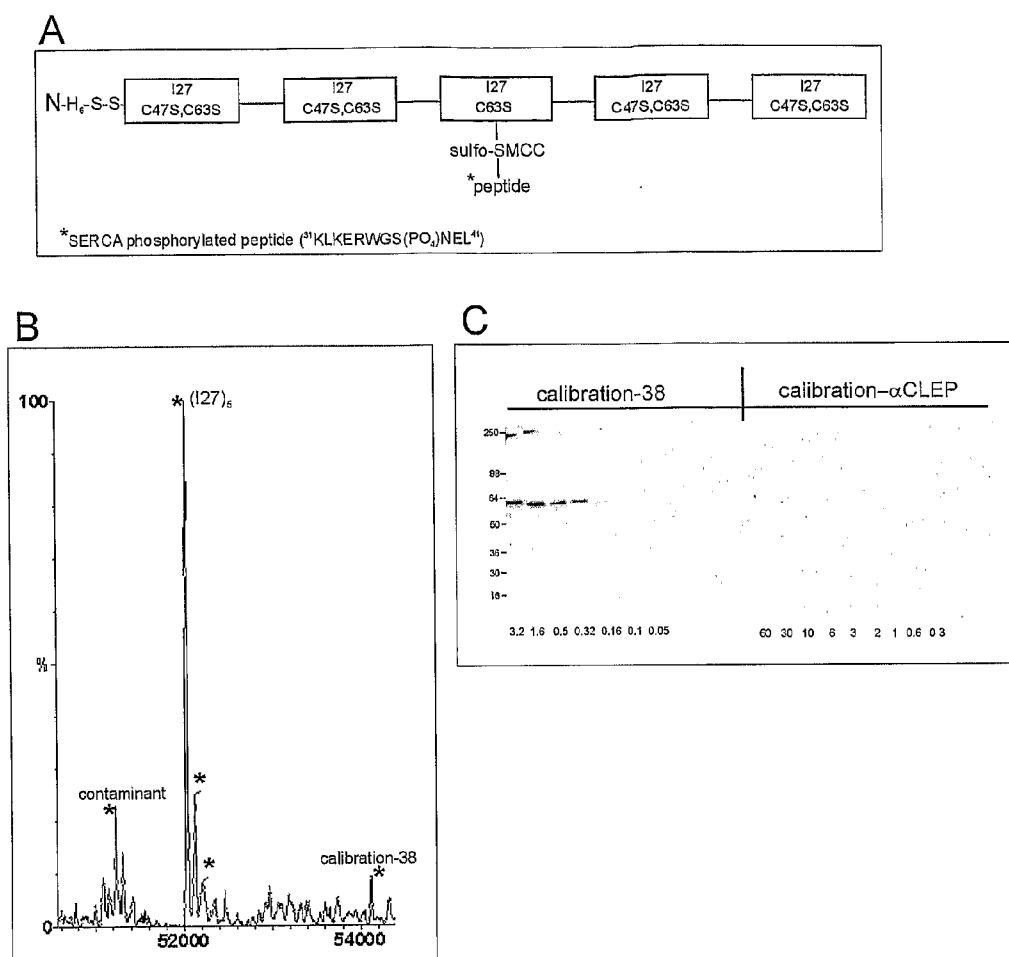 A
I27
C47S,C63S
I27
C47S,C63S
I27
C63S
I27
C47S,C63S
I27
C47S,C63S
N-H6-S-S-
sulfo-SMCC
*peptide
*SERCA phosphorylated peptide (³¹KLKERWGS(PO₄)NEL⁴¹)
B
100
* (I27)₅
%
*
*
contaminant
*
calibration-38
*
0
52000
54000
C
calibration-38
calibration-αCLEP
250
98
64
50
36
30
16
3.2 1.6 0.5 0.32 0.16 0.1 0.05
60 30 10 6 3 2 1 0.6 0.3